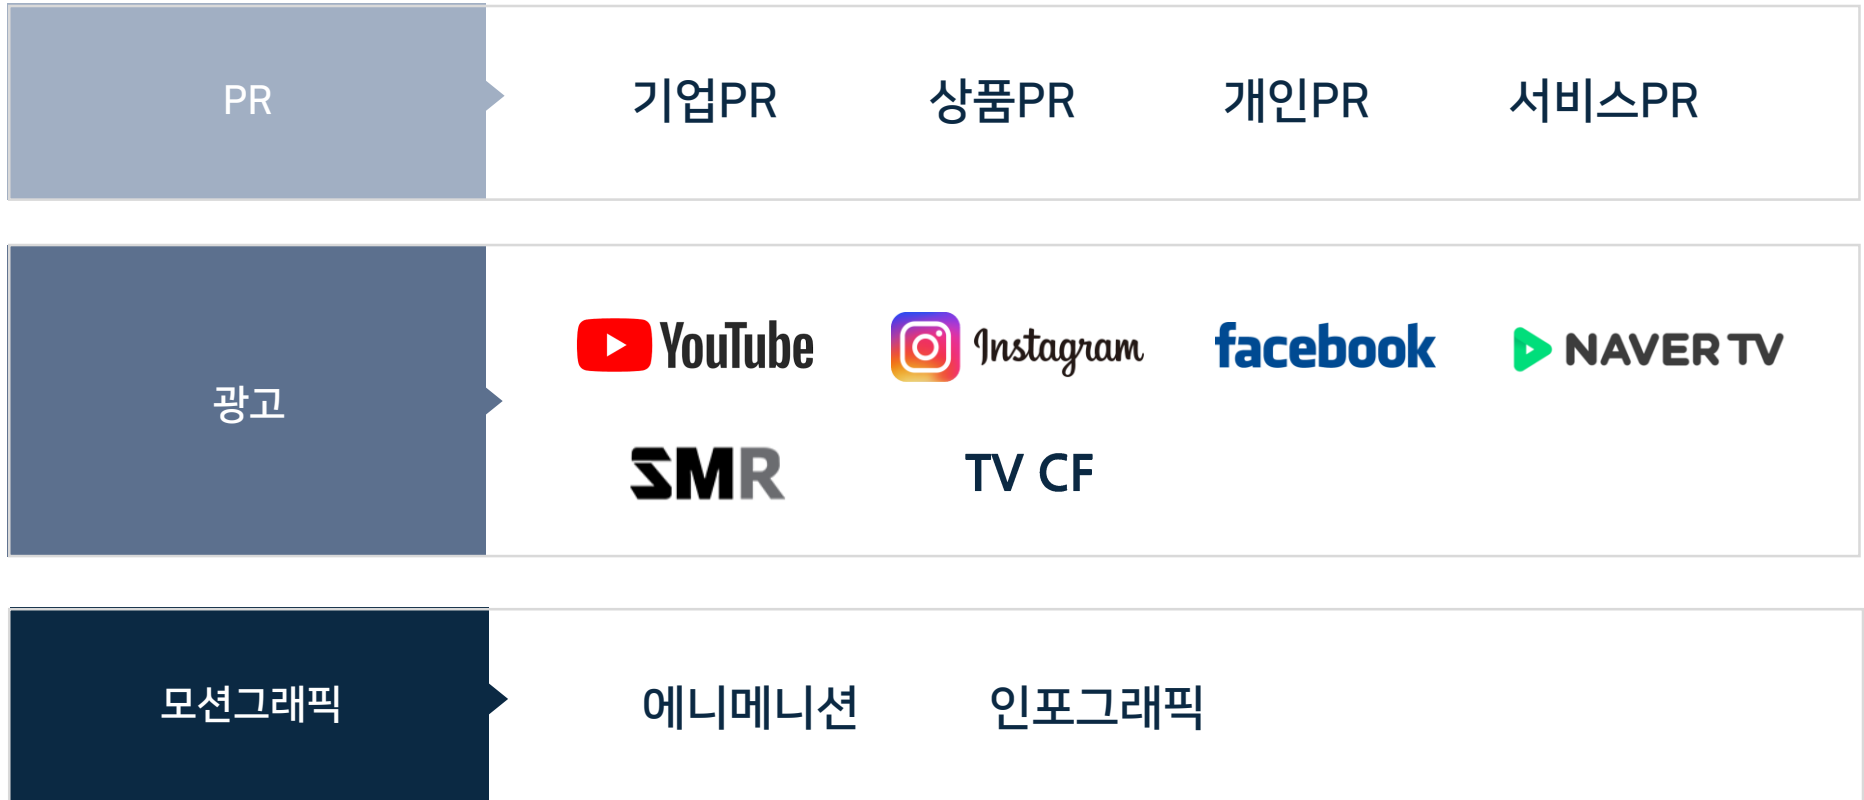 PR
기업PR 상품PR 개인PR 서비스PR
광고
YouTube Instagram facebook NAVER TV
SMR TV CF
모션그래픽
에니메니션 인포그래픽